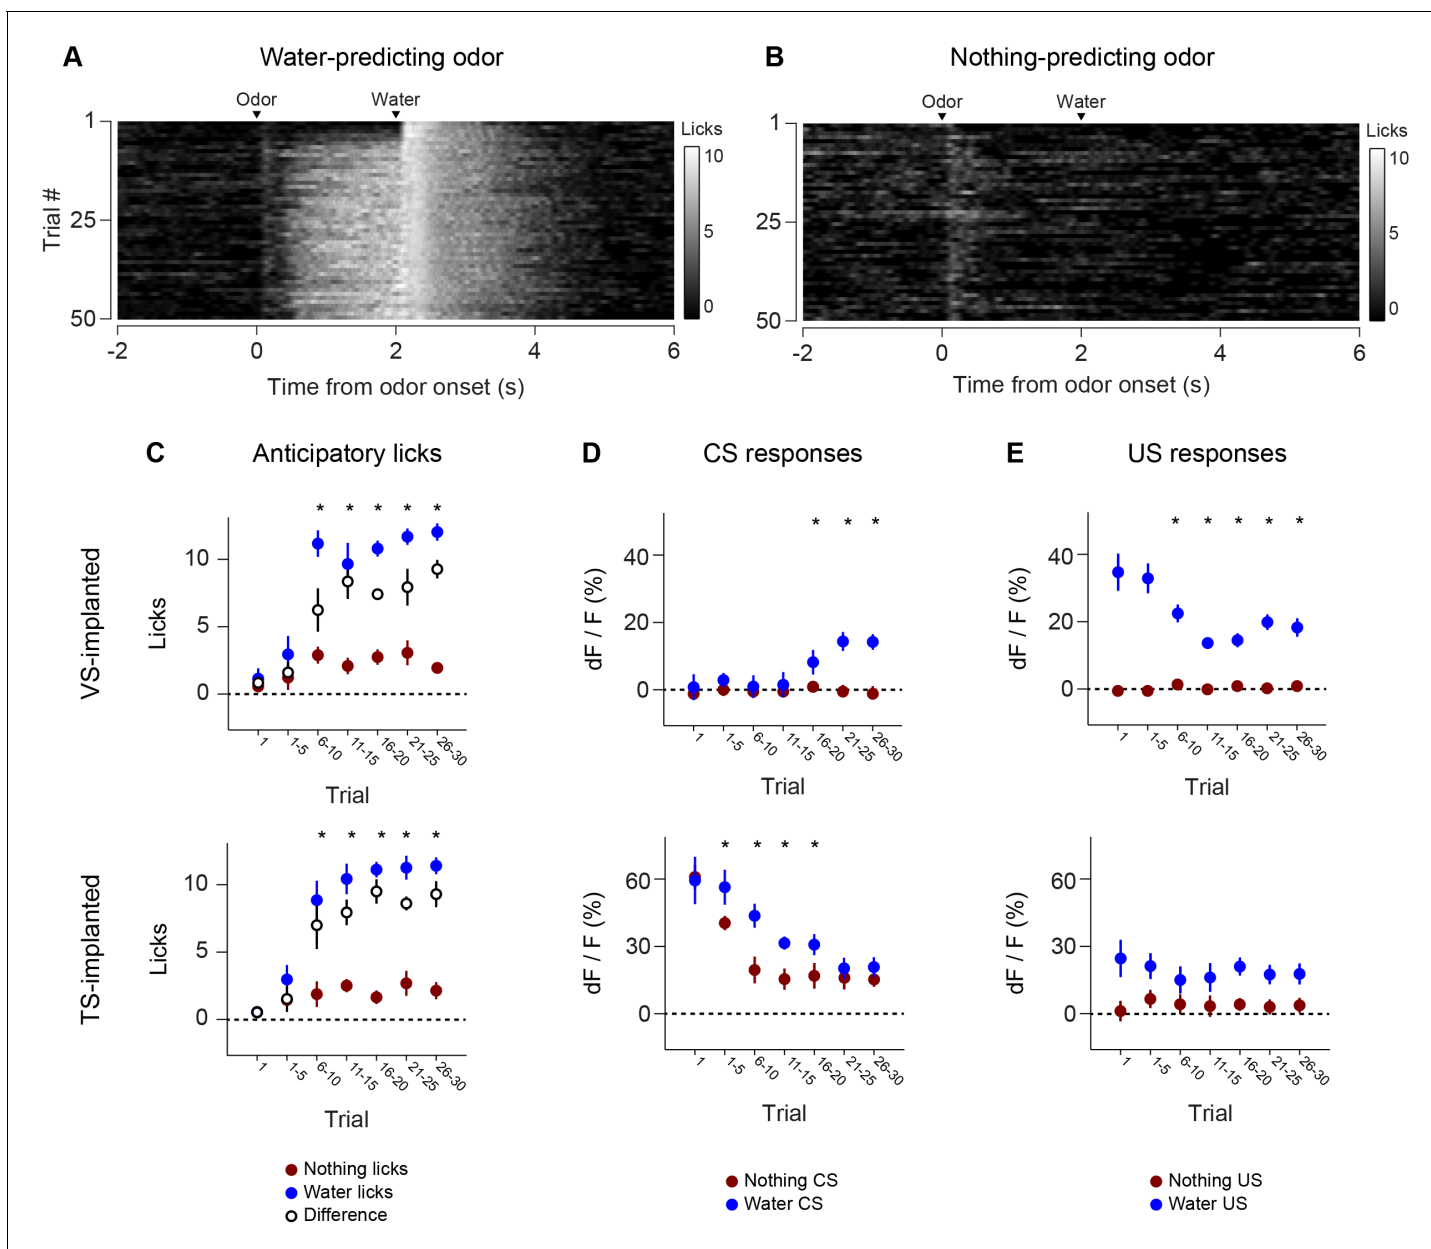 A
Water-predicting odor
B
Nothing-predicting odor
Odor
Water
Odor
Water
Licks
Licks
1
25
50
Trial #
10
5
0
1
25
50
10
5
0
-2
0
2
4
6
-2
0
2
4
6
Time from odor onset (s)
Time from odor onset (s)
C
Anticipatory licks
D
CS responses
E
US responses
VS-implanted
Licks
* * * * *
10
5
0
1
1-5
6-10
11-15
16-20
21-25
26-30
Trial
dF / F (%)
* * *
40
20
0
1
1-5
6-10
11-15
16-20
21-25
26-30
Trial
dF / F (%)
* * * * *
40
20
0
1
1-5
6-10
11-15
16-20
21-25
26-30
Trial
TS-implanted
Licks
* * * * *
10
5
0
1
1-5
6-10
11-15
16-20
21-25
26-30
Trial
dF / F (%)
* * * *
60
30
0
1
1-5
6-10
11-15
16-20
21-25
26-30
Trial
dF / F (%)
60
30
0
1
1-5
6-10
11-15
16-20
21-25
26-30
Trial
Nothing licks
Water licks
Difference
Nothing CS
Water CS
Nothing US
Water US